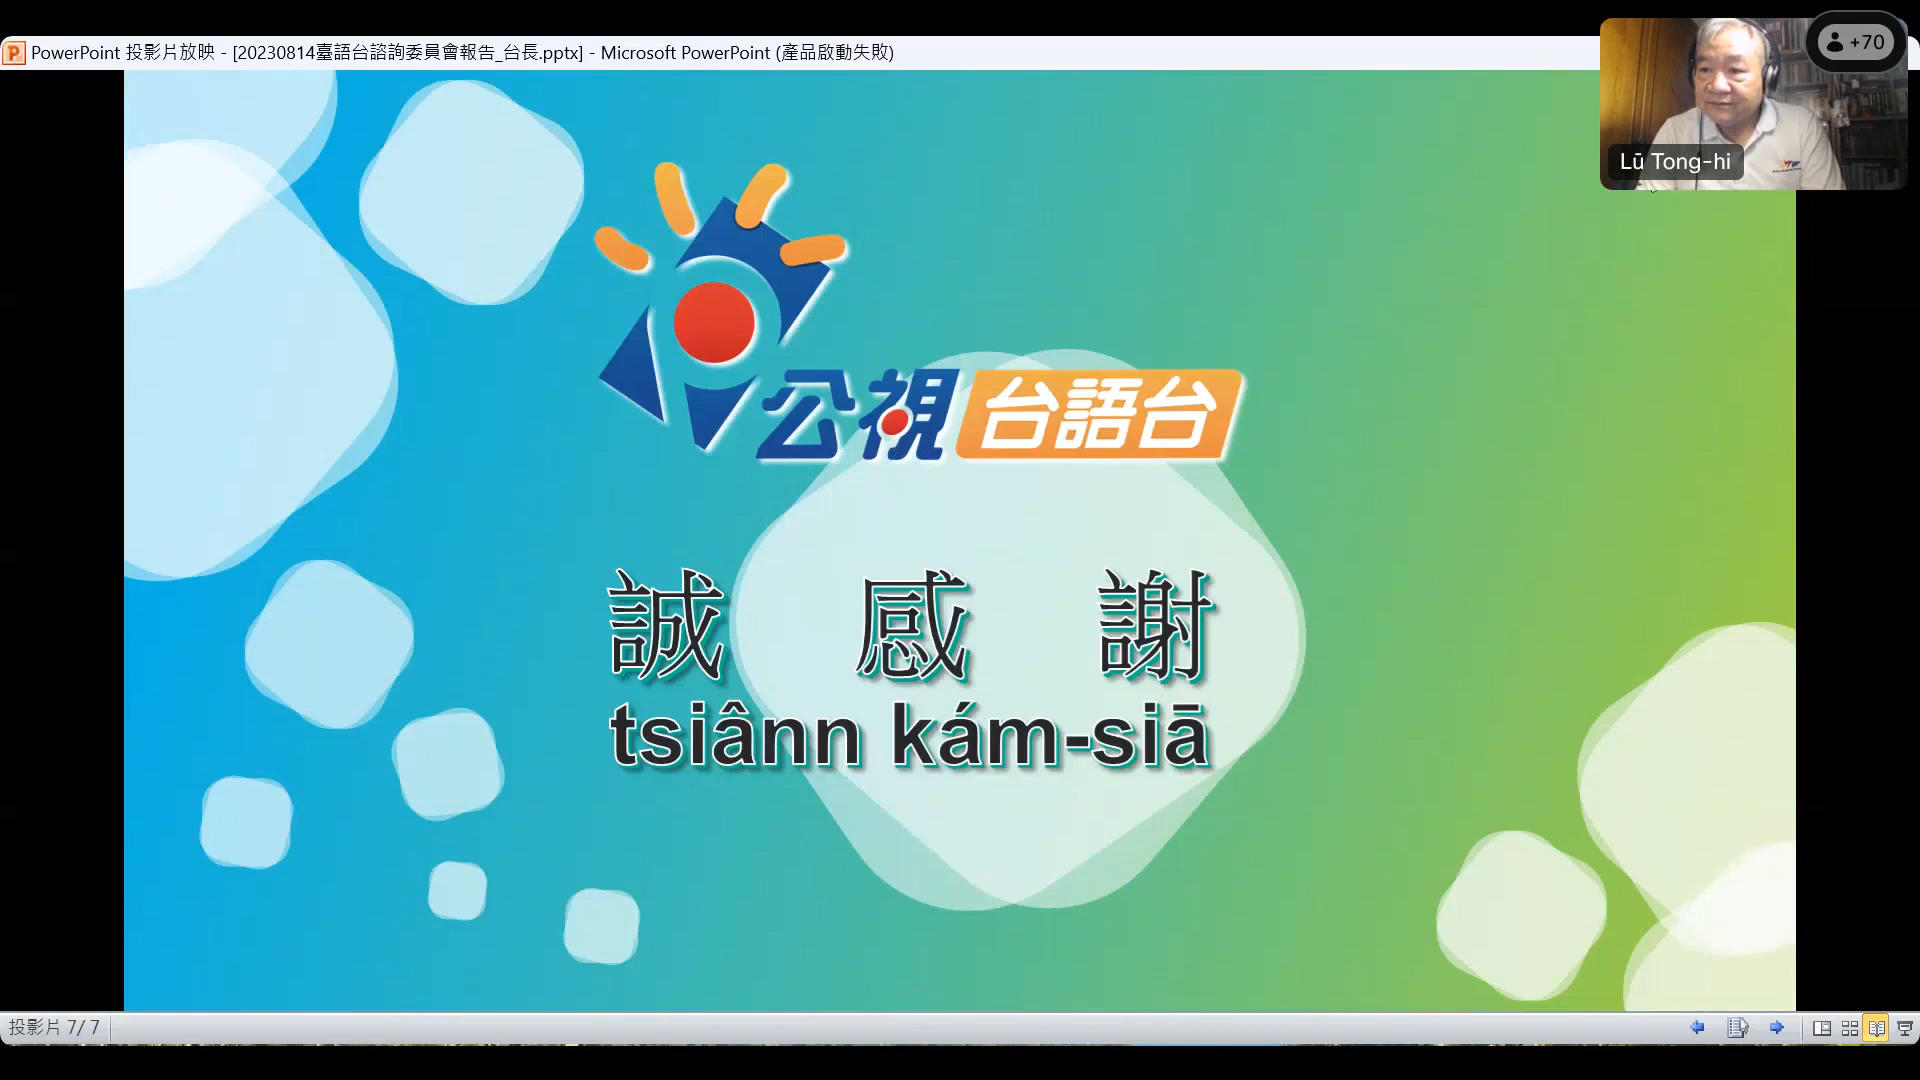 PowerPoint 投影片放映 - [20230814臺語台諮詢委員會報告_台長.pptx] - Microsoft PowerPoint (產品啟動失敗)
+70
Lū Tong-hi
公視台語台
誠 感 謝
tsiânn kám-siā
投影片 7/ 7